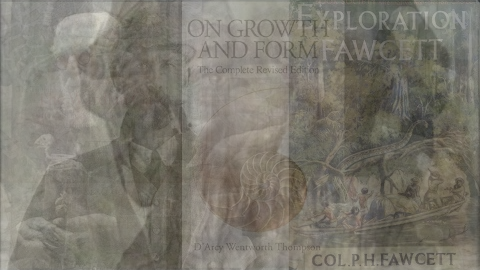 ON GROWTH
AND FORM
The Complete Revised Edition
D'Arcy Wentworth Thompson
EXPLORATION
FAWCETT
COL. P.H. FAWCETT